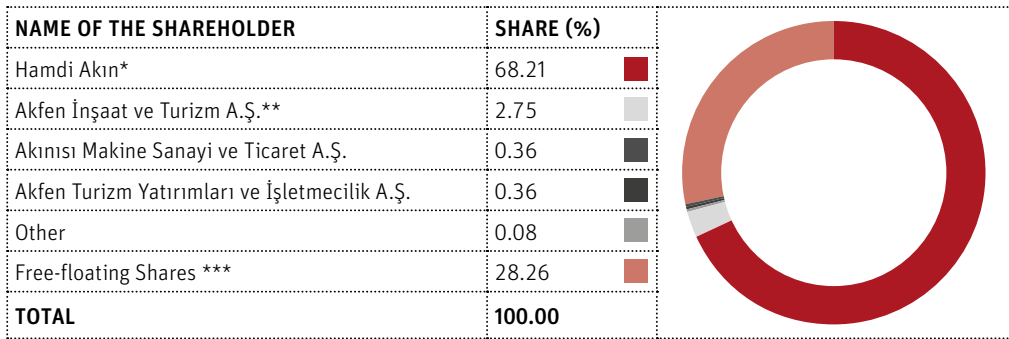 NAME OF THE SHAREHOLDER SHARE (%)
Hamdi Akın* 68.21
Akfen İnşaat ve Turizm A.Ş.** 2.75
Akınısı Makine Sanayi ve Ticaret A.Ş. 0.36
Akfen Turizm Yatırımları ve İşletmecilik A.Ş. 0.36
Other 0.08
Free-floating Shares *** 28.26
TOTAL 100.00